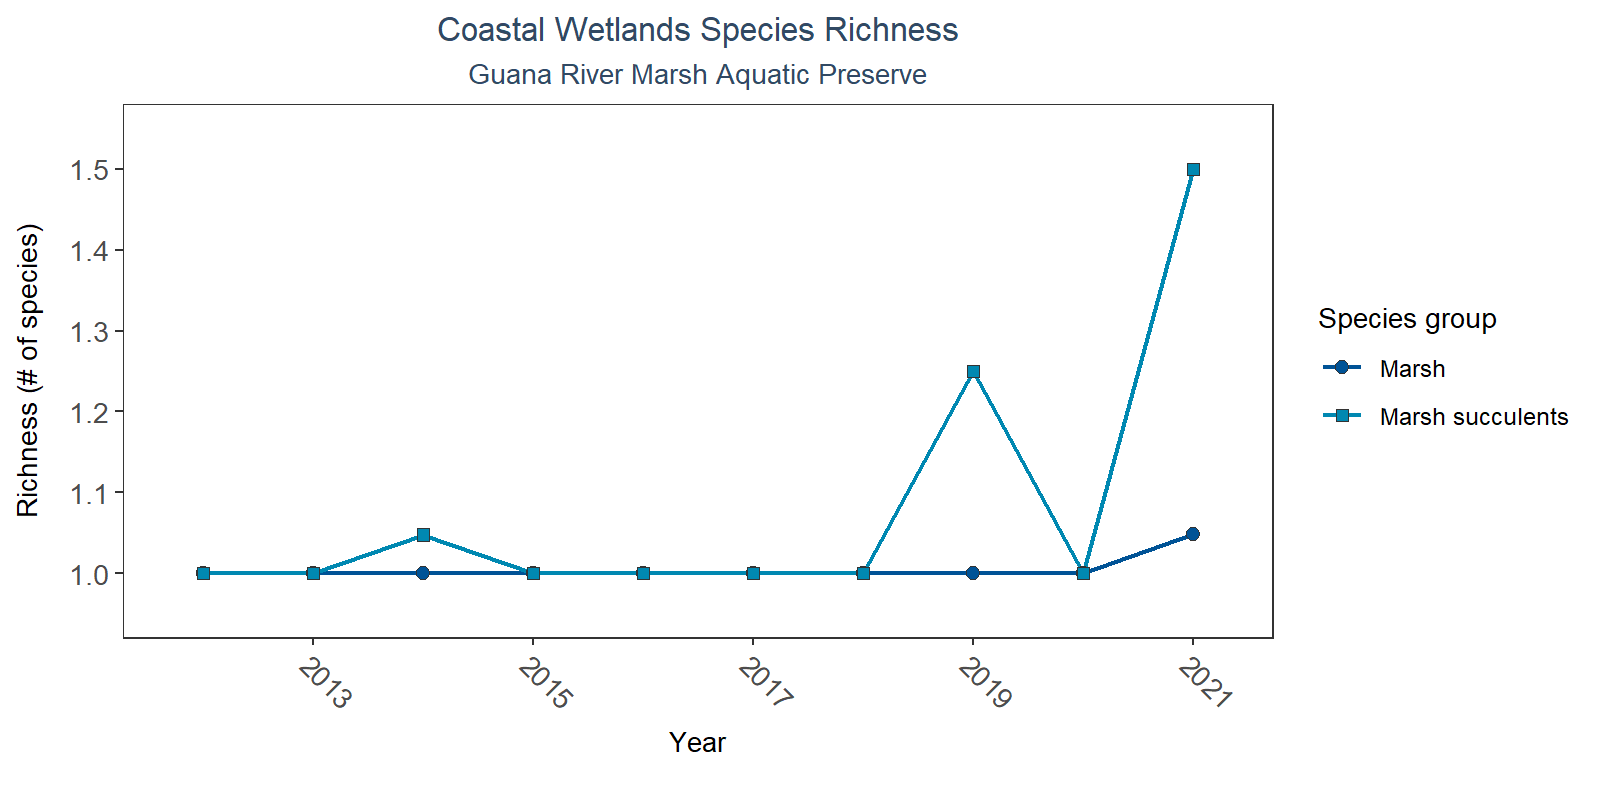 Coastal Wetlands Species Richness
Guana River Marsh Aquatic Preserve
Richness (# of species)
1.5
1.4
1.3
1.2
1.1
1.0
2013
2015
2017
2019
2021
Year
Species group
Marsh
Marsh succulents